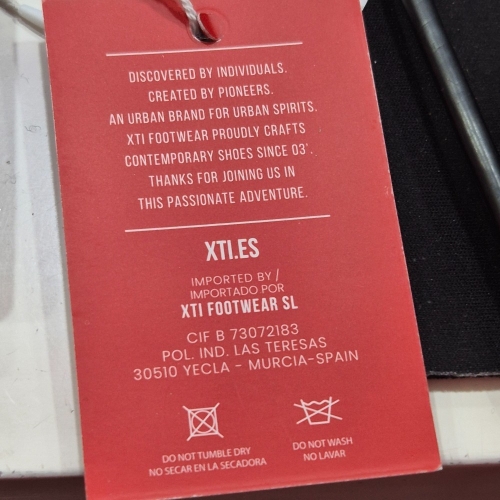 DISCOVERED BY INDIVIDUALS.
CREATED BY PIONEERS.
AN URBAN BRAND FOR URBAN SPIRITS.
XTI FOOTWEAR PROUDLY CRAFTS
CONTEMPORARY SHOES SINCE 03'.
THANKS FOR JOINING US IN
THIS PASSIONATE ADVENTURE.
XTI.ES
IMPORTED BY /
IMPORTADO POR
XTI FOOTWEAR SL
CIF B 73072183
POL. IND. LAS TERESAS
30510 YECLA - MURCIA-SPAIN
DO NOT TUMBLE DRY
NO SECAR EN LA SECADORA
DO NOT WASH
NO LAVAR